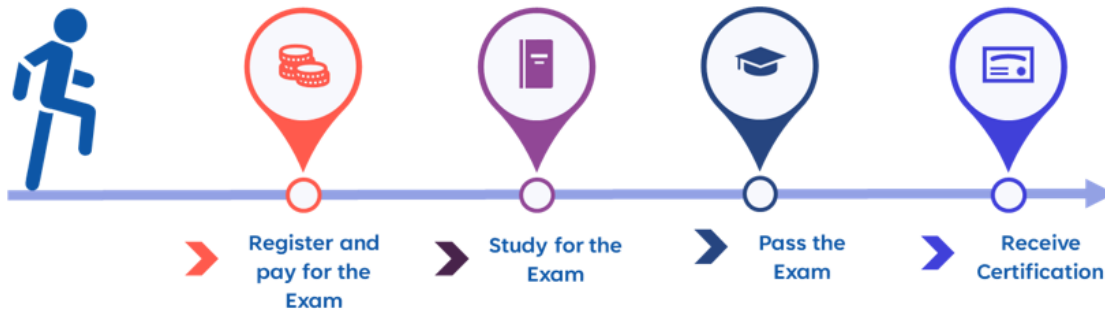 Register and
pay for the
Exam
Study for the
Exam
Pass the
Exam
Receive
Certification